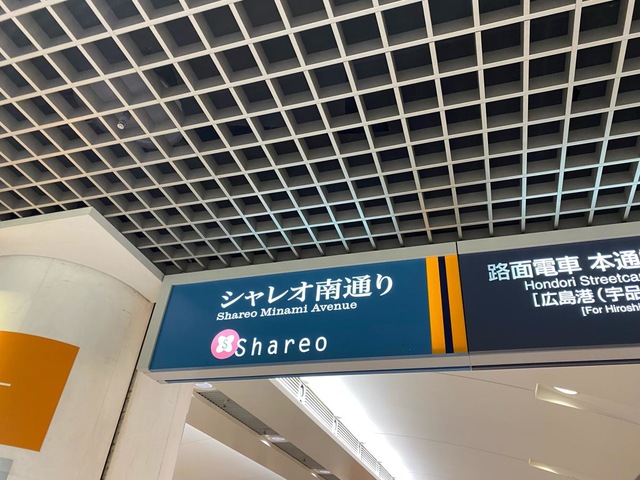 シャレオ南通り
Shareo Minami Avenue
S Shareo
路面電車 本通
Hondori Streetcar
[広島港(宇品
[For Hirosh